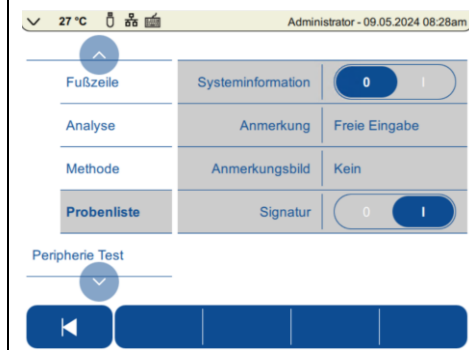 27 °C Administrator - 09.05.2024 08:28am
Fußzeile Systeminformation 0 I
Analyse Anmerkung Freie Eingabe
Methode Anmerkungsbild Kein
Probenliste Signatur 0 I
Peripherie Test